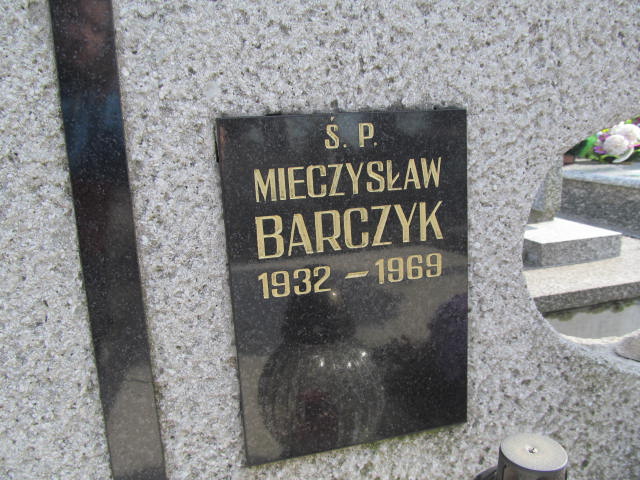 Ś. P.
MIECZYSŁAW
BARCZYK
1932 – 1969